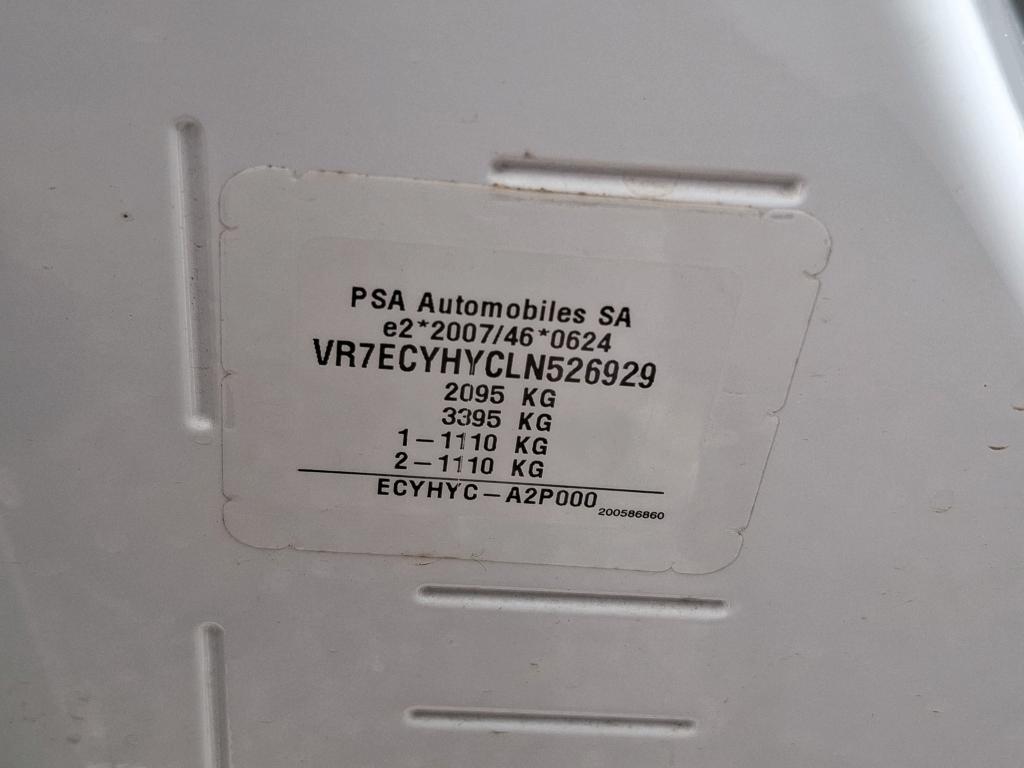 PSA Automobiles SA
e2*2007/46*0624
VR7ECYHYCLN526929
2095 KG
3395 KG
1-1110 KG
2-1110 KG
ECYHYC-A2P000
200586860